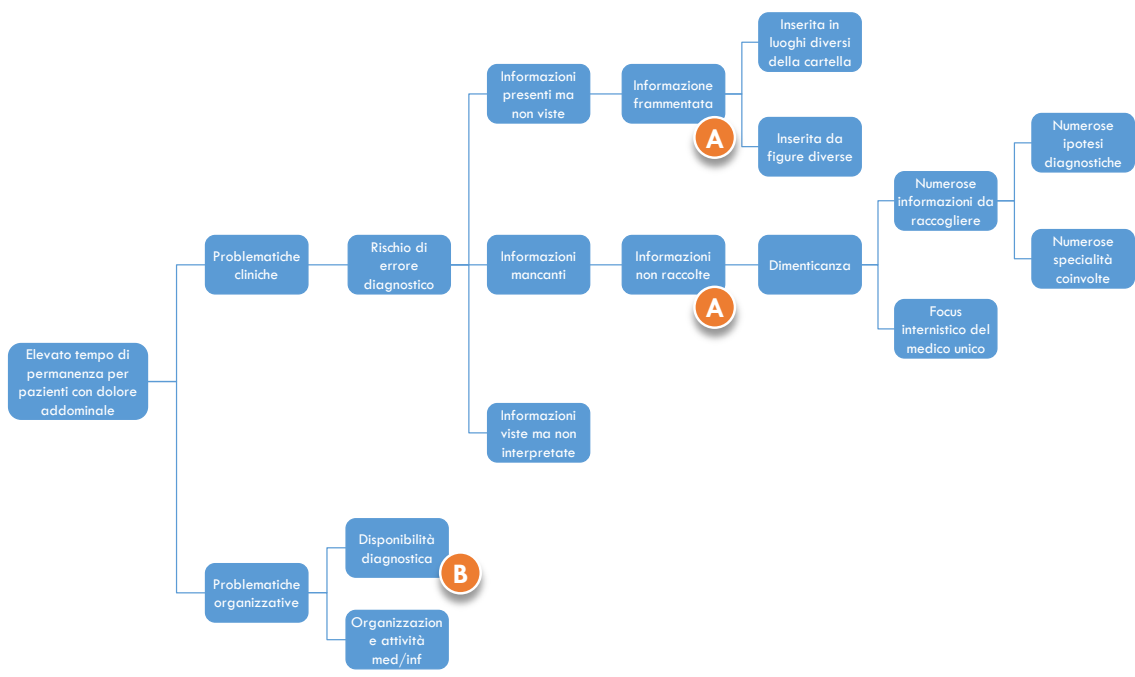 Inserita in
luoghi diversi
della cartella
Informazioni
presenti ma
non viste
Informazione
frammentata
A
Inserita da
figure diverse
Numerose
ipotesi
diagnostiche
Numerose
informazioni da
raccogliere
Numerose
specialità
coinvolte
Problematiche
cliniche
Rischio di
errore
diagnostico
Informazioni
mancanti
Informazioni
non raccolte
A
Dimenticanza
Focus
internistico del
medico unico
Elevato tempo di
permanenza per
pazienti con dolore
addominale
Informazioni
viste ma non
interpretate
Disponibilità
diagnostica
B
Problematiche
organizzative
Organizzazion
e attività
med/inf